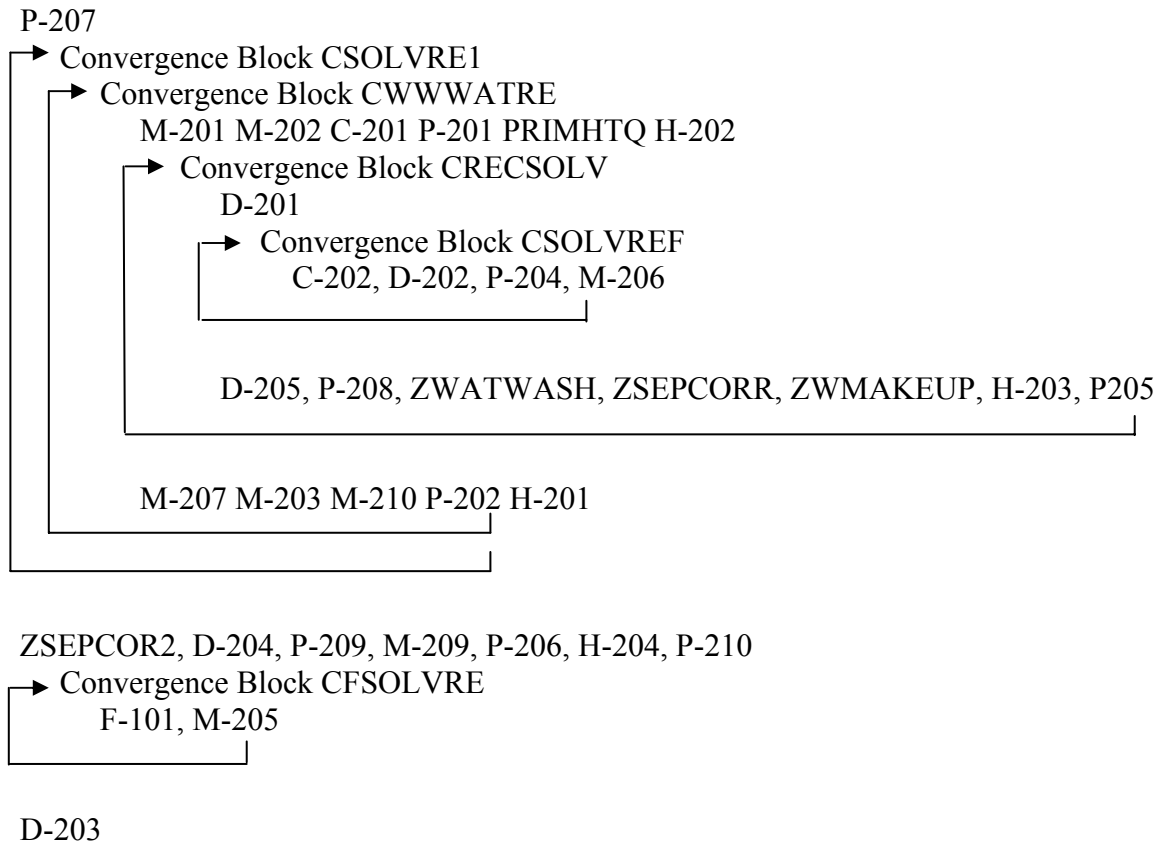 P-207
Convergence Block CSOLVRE1
Convergence Block CWWWATRE
M-201 M-202 C-201 P-201 PRIMHTQ H-202
Convergence Block CRECSOLV
D-201
Convergence Block CSOLVREF
C-202, D-202, P-204, M-206
D-205, P-208, ZWATWASH, ZSEPCORR, ZWMAKEUP, H-203, P205
M-207 M-203 M-210 P-202 H-201
ZSEPCOR2, D-204, P-209, M-209, P-206, H-204, P-210
Convergence Block CFSOLVRE
F-101, M-205
D-203